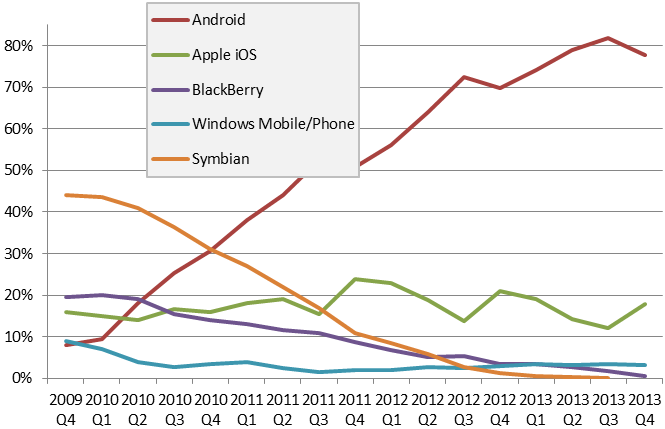 Android
Apple iOS
BlackBerry
Windows Mobile/Phone
Symbian
80%
70%
60%
50%
40%
30%
20%
10%
0%
2009 2010 2010 2010 2010 2011 2011 2011 2011 2012 2012 2012 2012 2013 2013 2013 2013
Q4 Q1 Q2 Q3 Q4 Q1 Q2 Q3 Q4 Q1 Q2 Q3 Q4 Q1 Q2 Q3 Q4